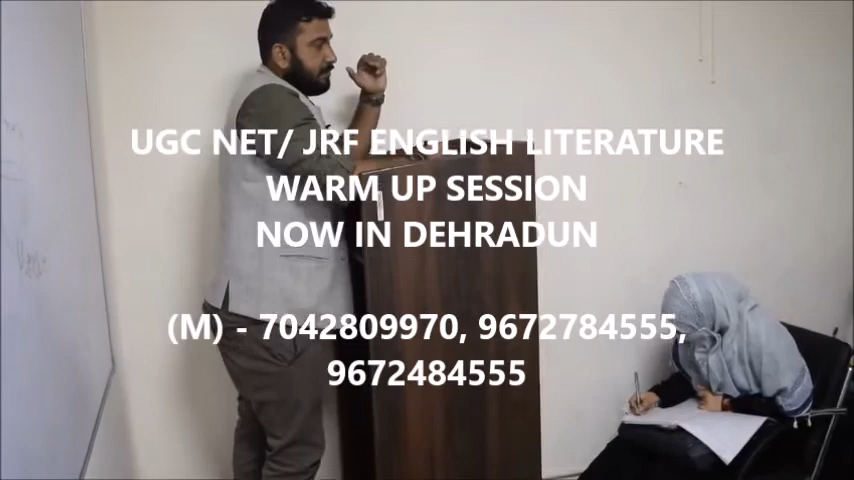 UGC NET/ JRF ENGLISH LITERATURE
WARM UP SESSION
NOW IN DEHRADUN
(M) - 7042809970, 9672784555,
9672484555